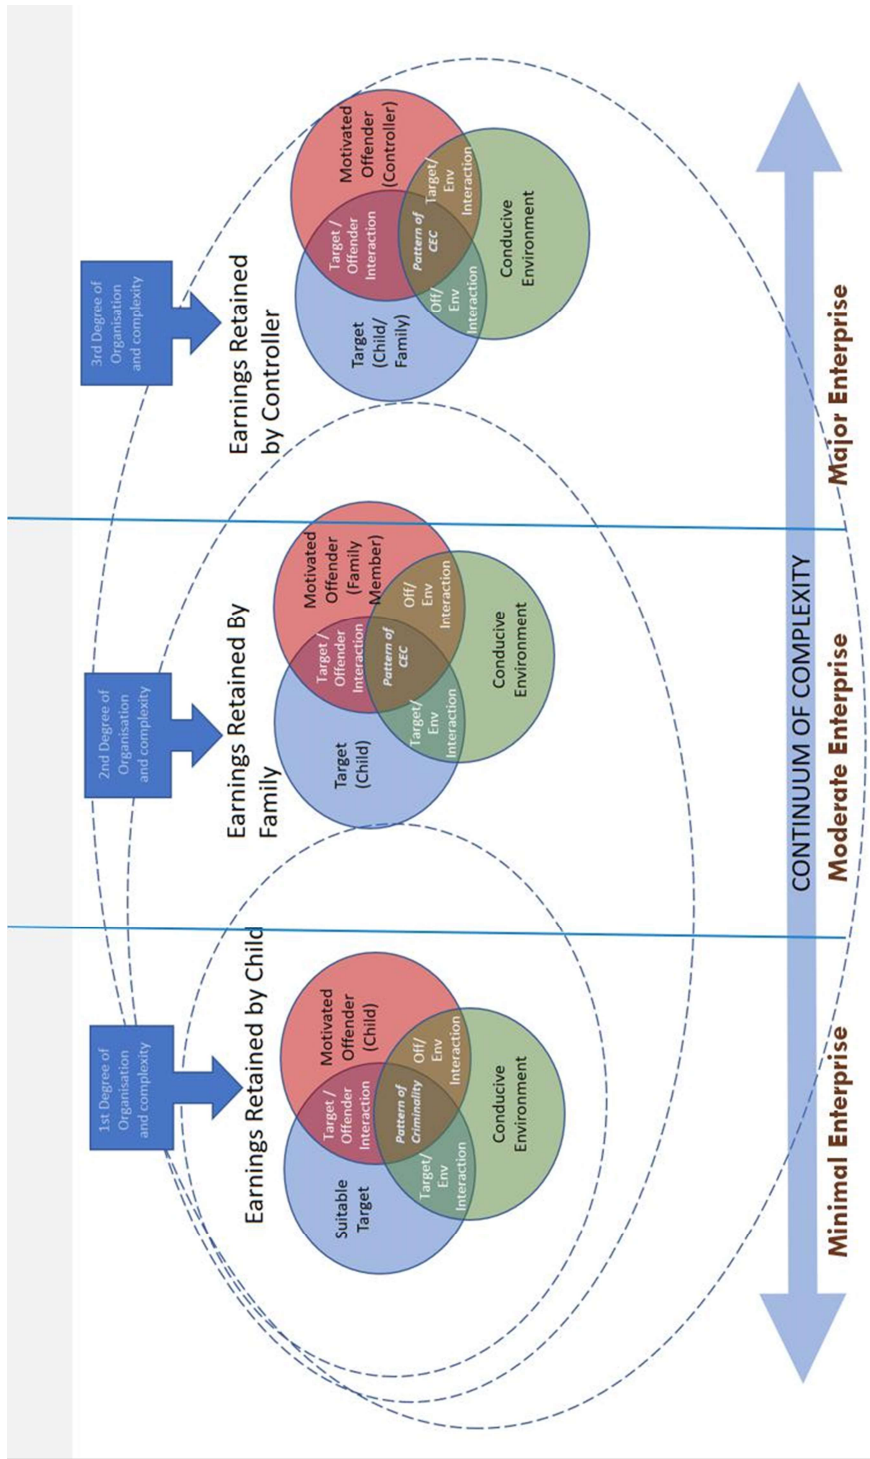 1st Degree of
Organisation
and complexity
Earnings Retained by Child
Suitable
Target
Target /
Offender
Interaction
Motivated
Offender
(Child)
Pattern of
Criminality
Target/
Env
Interaction
Off/
Env
Interaction
Conducive
Environment
2nd Degree of
Organisation
and complexity
Earnings Retained By
Family
Target
(Child)
Target /
Offender
Interaction
Motivated
Offender
(Family
Member)
Pattern of
CEC
Target/
Env
Interaction
Off/
Env
Interaction
Conducive
Environment
3rd Degree of
Organisation
and complexity
Earnings Retained
by Controller
Target
(Child/
Family)
Target /
Offender
Interaction
Motivated
Offender
(Controller)
Pattern of
CEC
Off/
Env
Interaction
Target/
Env
Interaction
Conducive
Environment
CONTINUUM OF COMPLEXITY
Minimal Enterprise
Moderate Enterprise
Major Enterprise